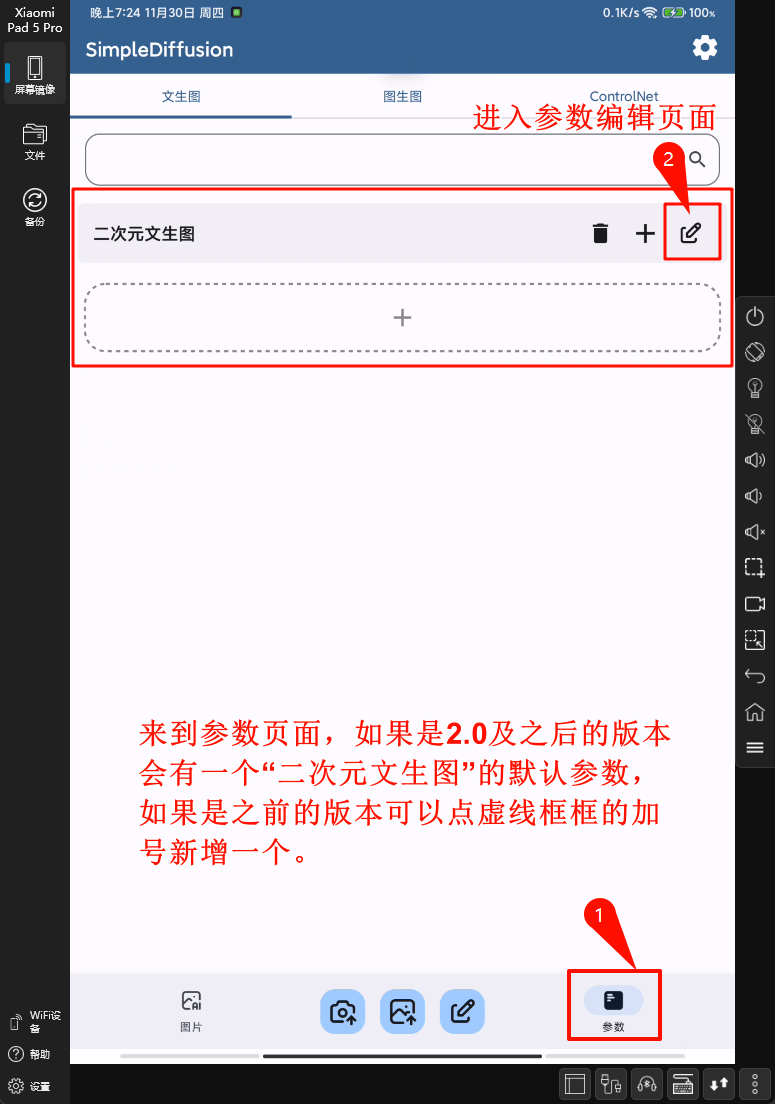 Xiaomi
Pad 5 Pro
屏幕镜像
文件
备份
WiFi设
备
帮助
设置
晚上7:24 11月30日 周四
0.1K/s
100%
SimpleDiffusion
文生图
图生图
ControlNet
进入参数编辑页面
2
二次元文生图
来到参数页面，如果是2.0及之后的版本
会有一个“二次元文生图”的默认参数，
如果是之前的版本可以点虚线框框的加
号新增一个。
1
AI
图片
参数